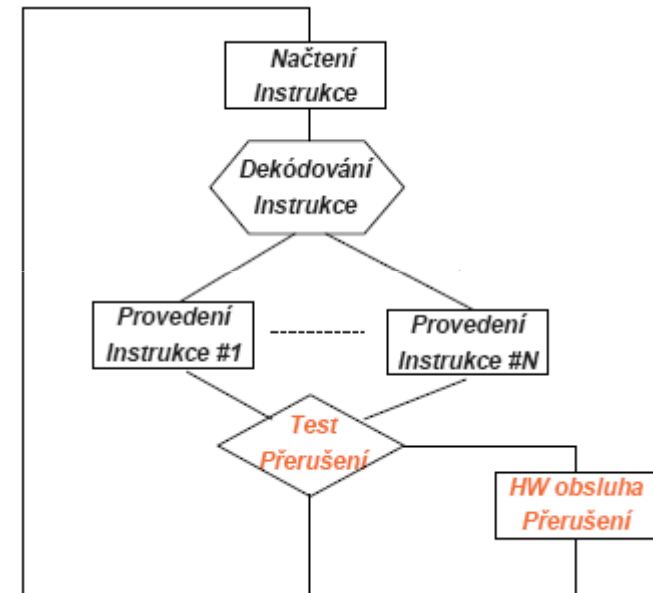 Načtení
Instrukce
Dekódování
Instrukce
Provedení
Instrukce #1
Provedení
Instrukce #N
Test
Přerušení
HW obsluha
Přerušení